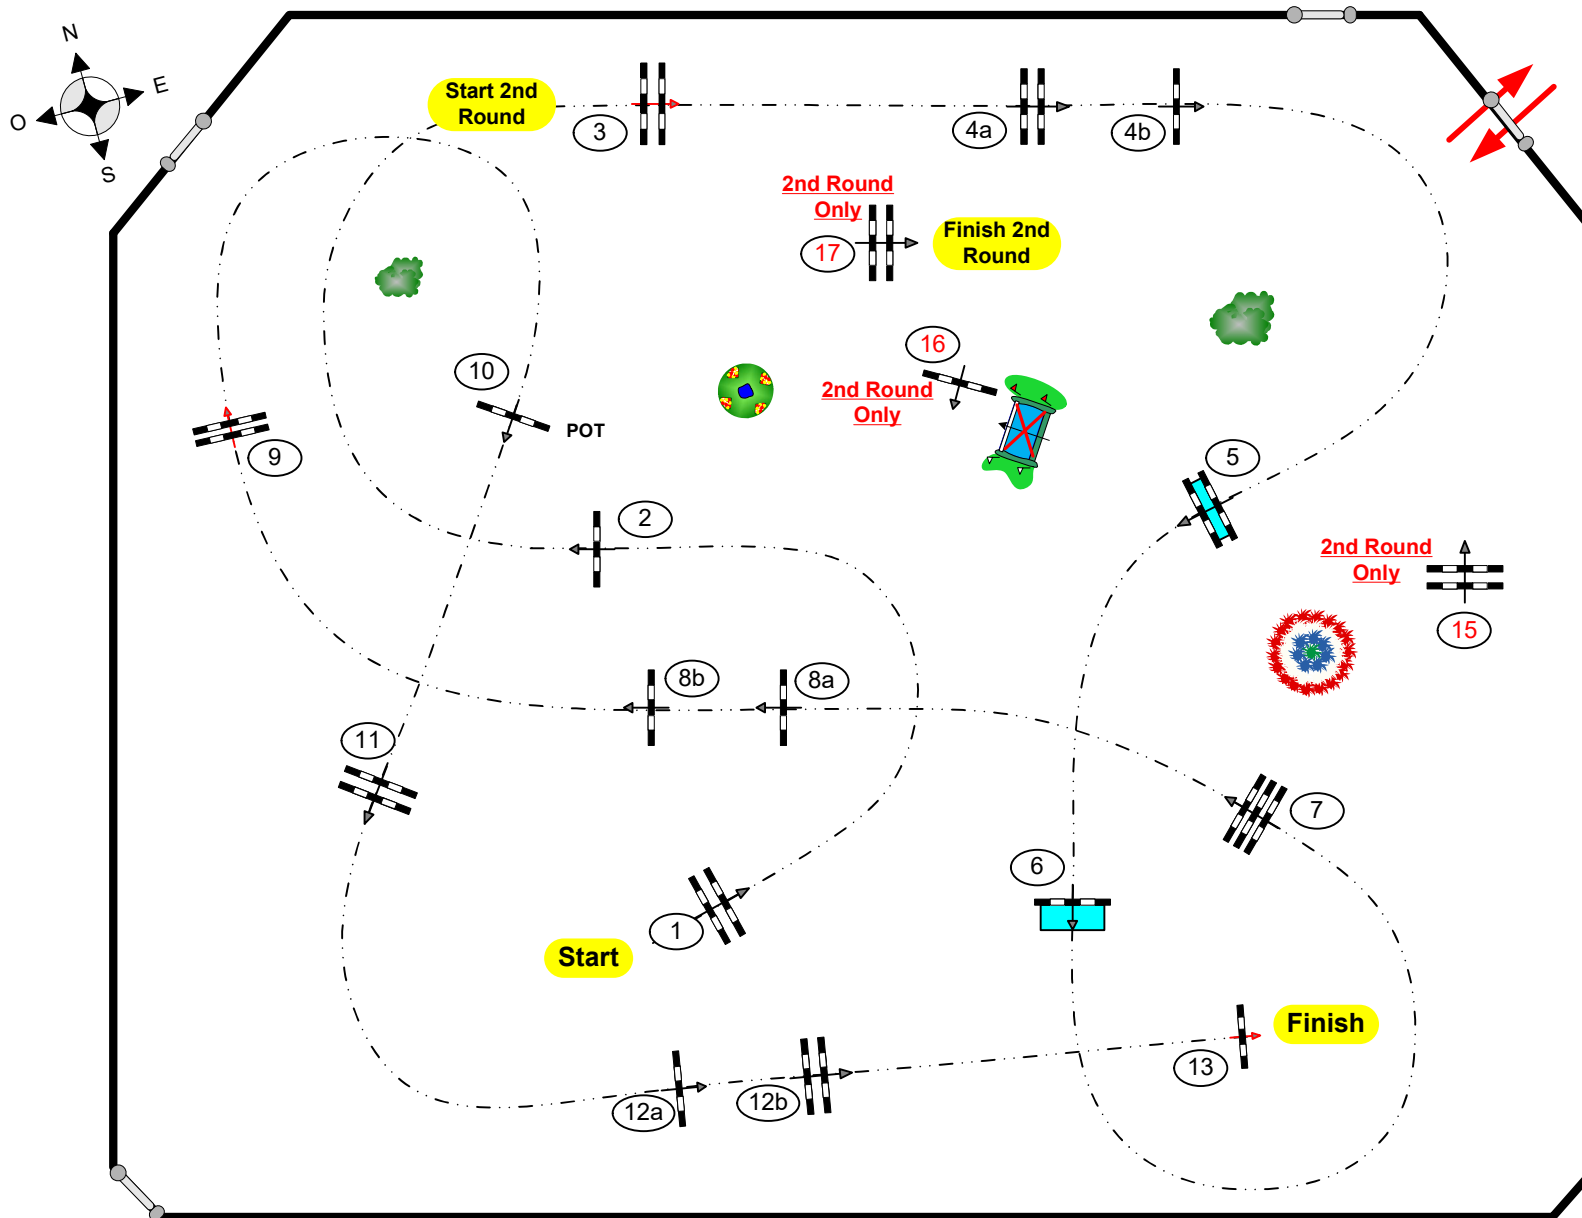 N
E
O
S
Start 2nd
Round
3
4a
4b
2nd Round
Only
17
Finish 2nd
Round
16
2nd Round
Only
10
POT
9
5
2
2nd Round
Only
15
8b
8a
11
7
6
1
Start
Finish
13
12a
12b